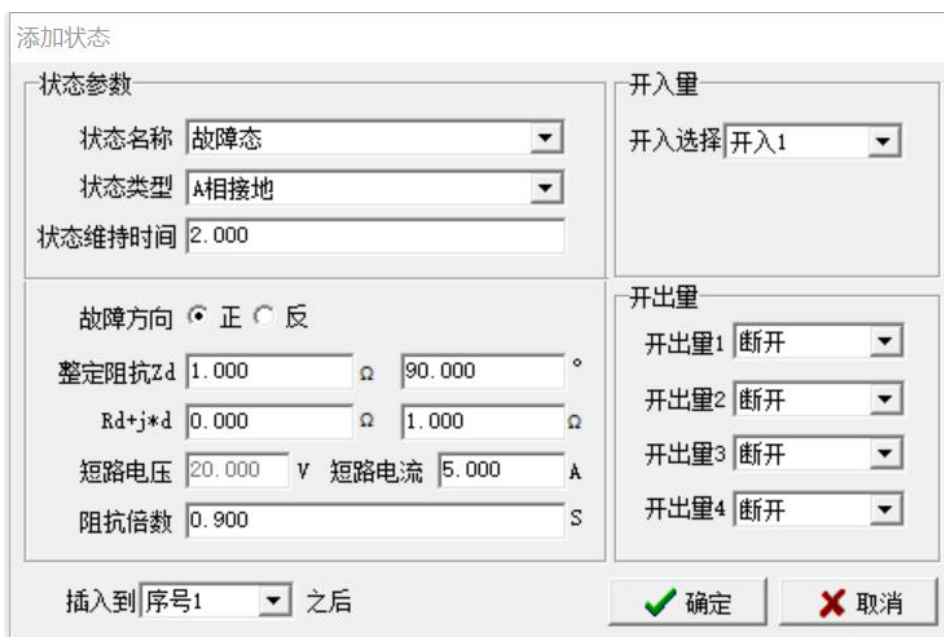 添加状态
状态参数
状态名称 故障态
状态类型 A相接地
状态维持时间 2.000
故障方向 正 反
整定阻抗Zd 1.000 Ω 90.000 °
Rd+j*d 0.000 Ω 1.000 Ω
短路电压 20.000 V 短路电流 5.000 A
阻抗倍数 0.900 S
插入到 序号1 之后
开入量
开入选择 开入1
开出量
开出量1 断开
开出量2 断开
开出量3 断开
开出量4 断开
确定 取消